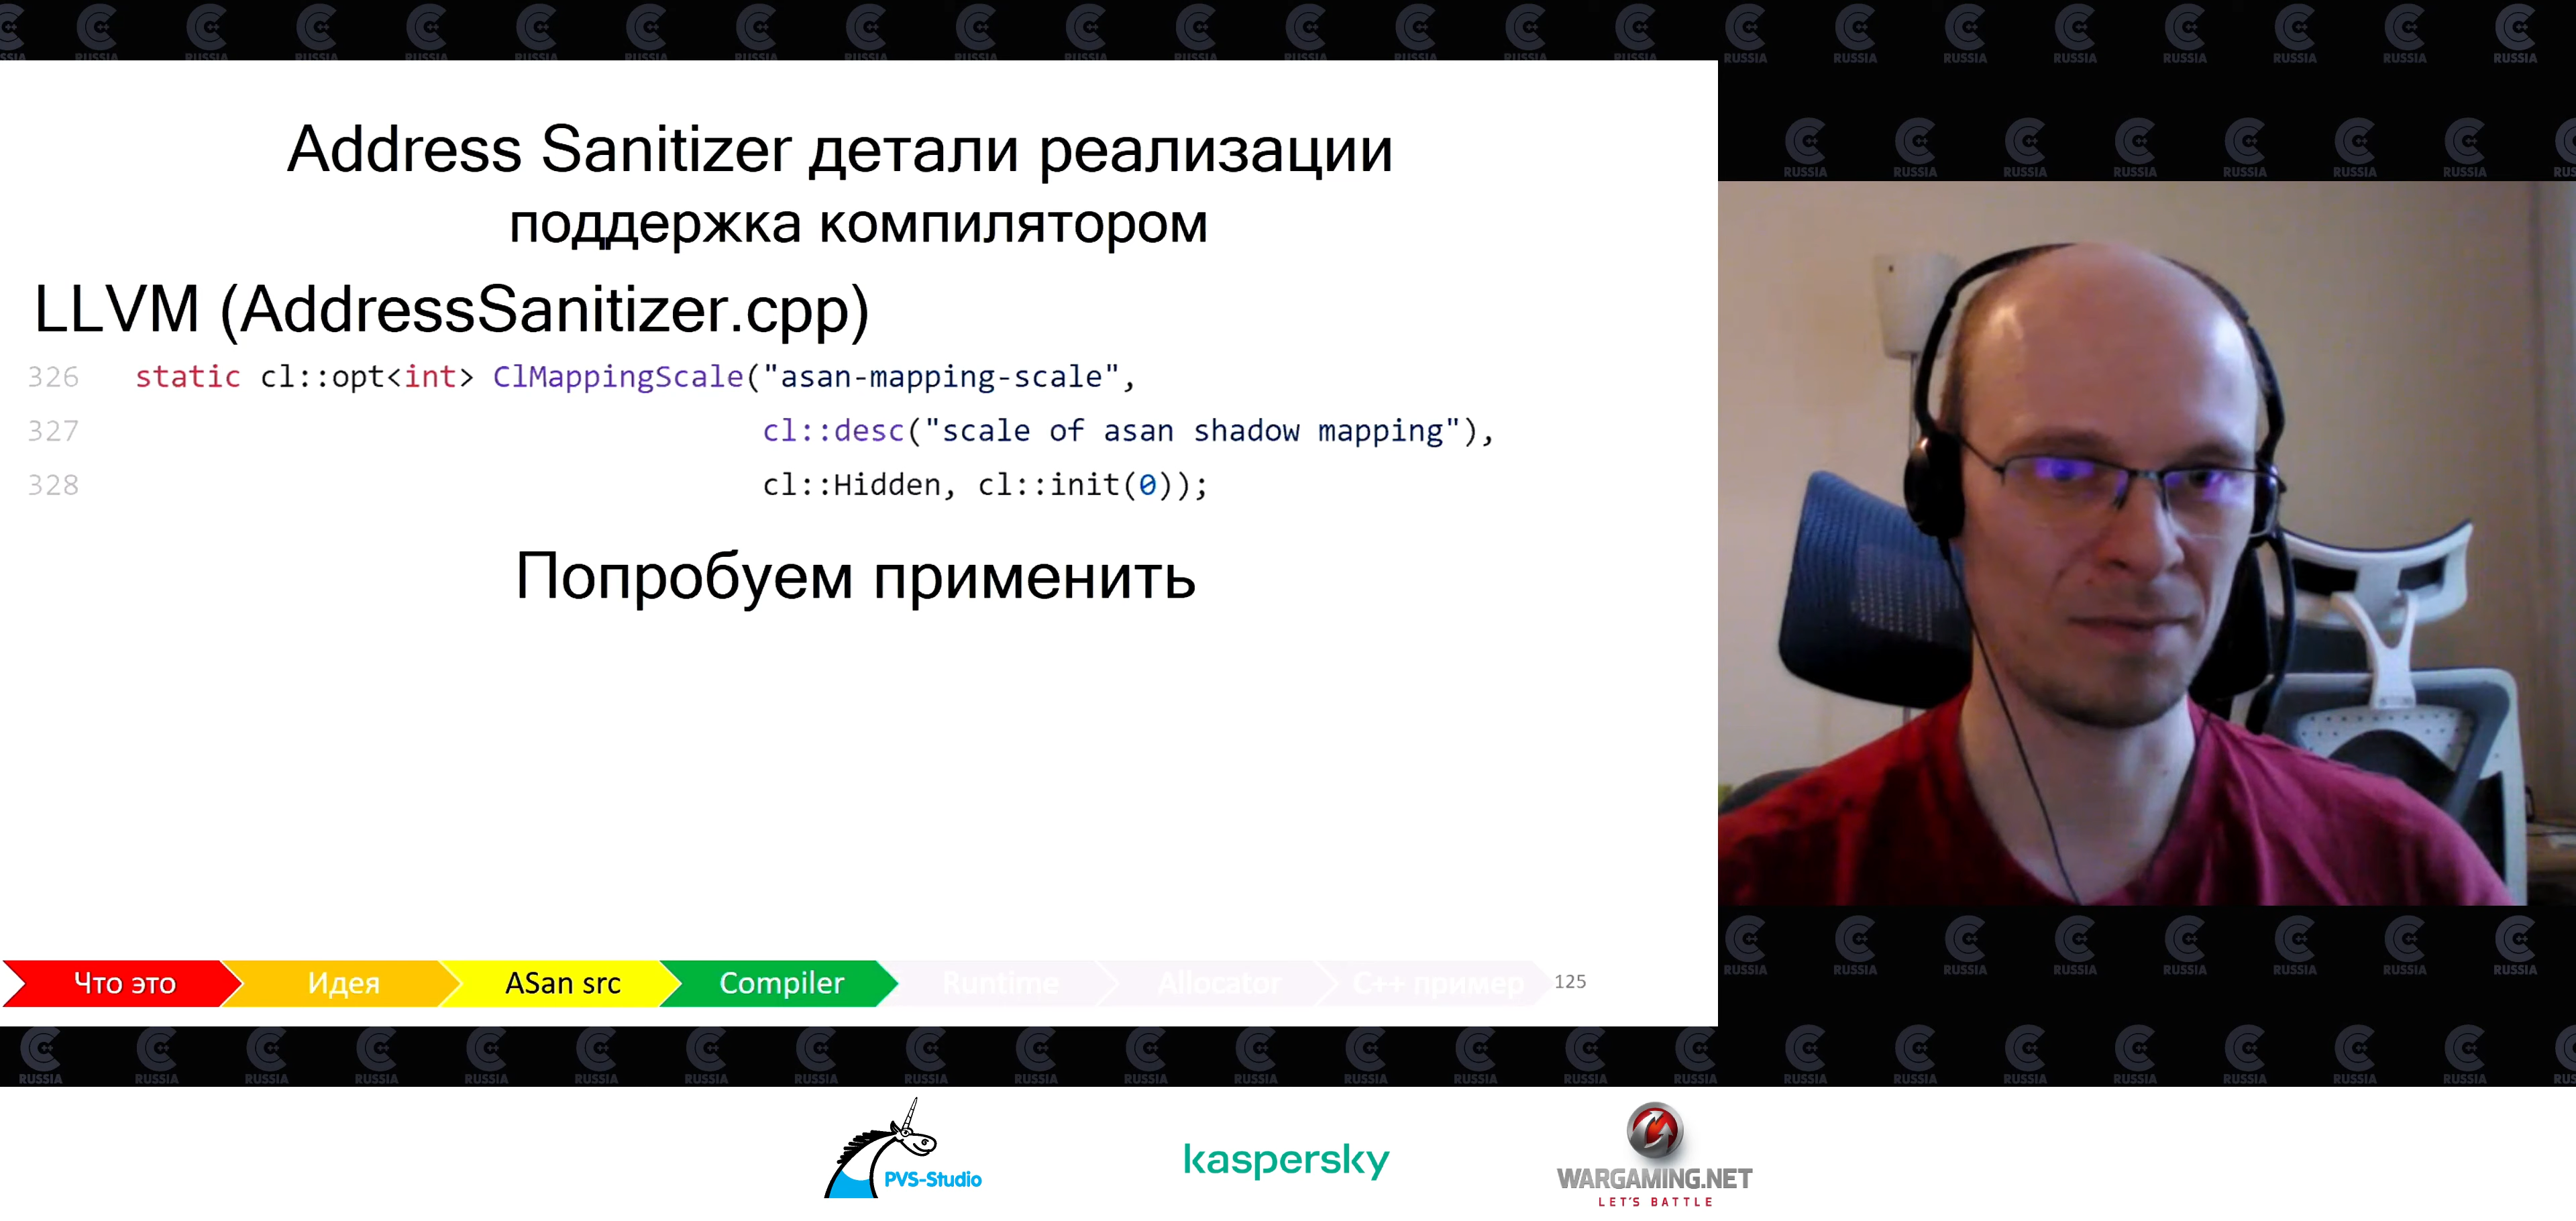 Address Sanitizer детали реализации
поддержка компилятором
LLVM (AddressSanitizer.cpp)
326 static cl::opt<int> ClMappingScale("asan-mapping-scale",
327 cl::desc("scale of asan shadow mapping"),
328 cl::Hidden, cl::init(0));
Попробуем применить
Что это
Идея
ASan src
Compiler
Runtime
Allocator
C++ пример
125
RUSSIA
PVS-Studio
kaspersky
WARGAMING.NET
LET'S BATTLE